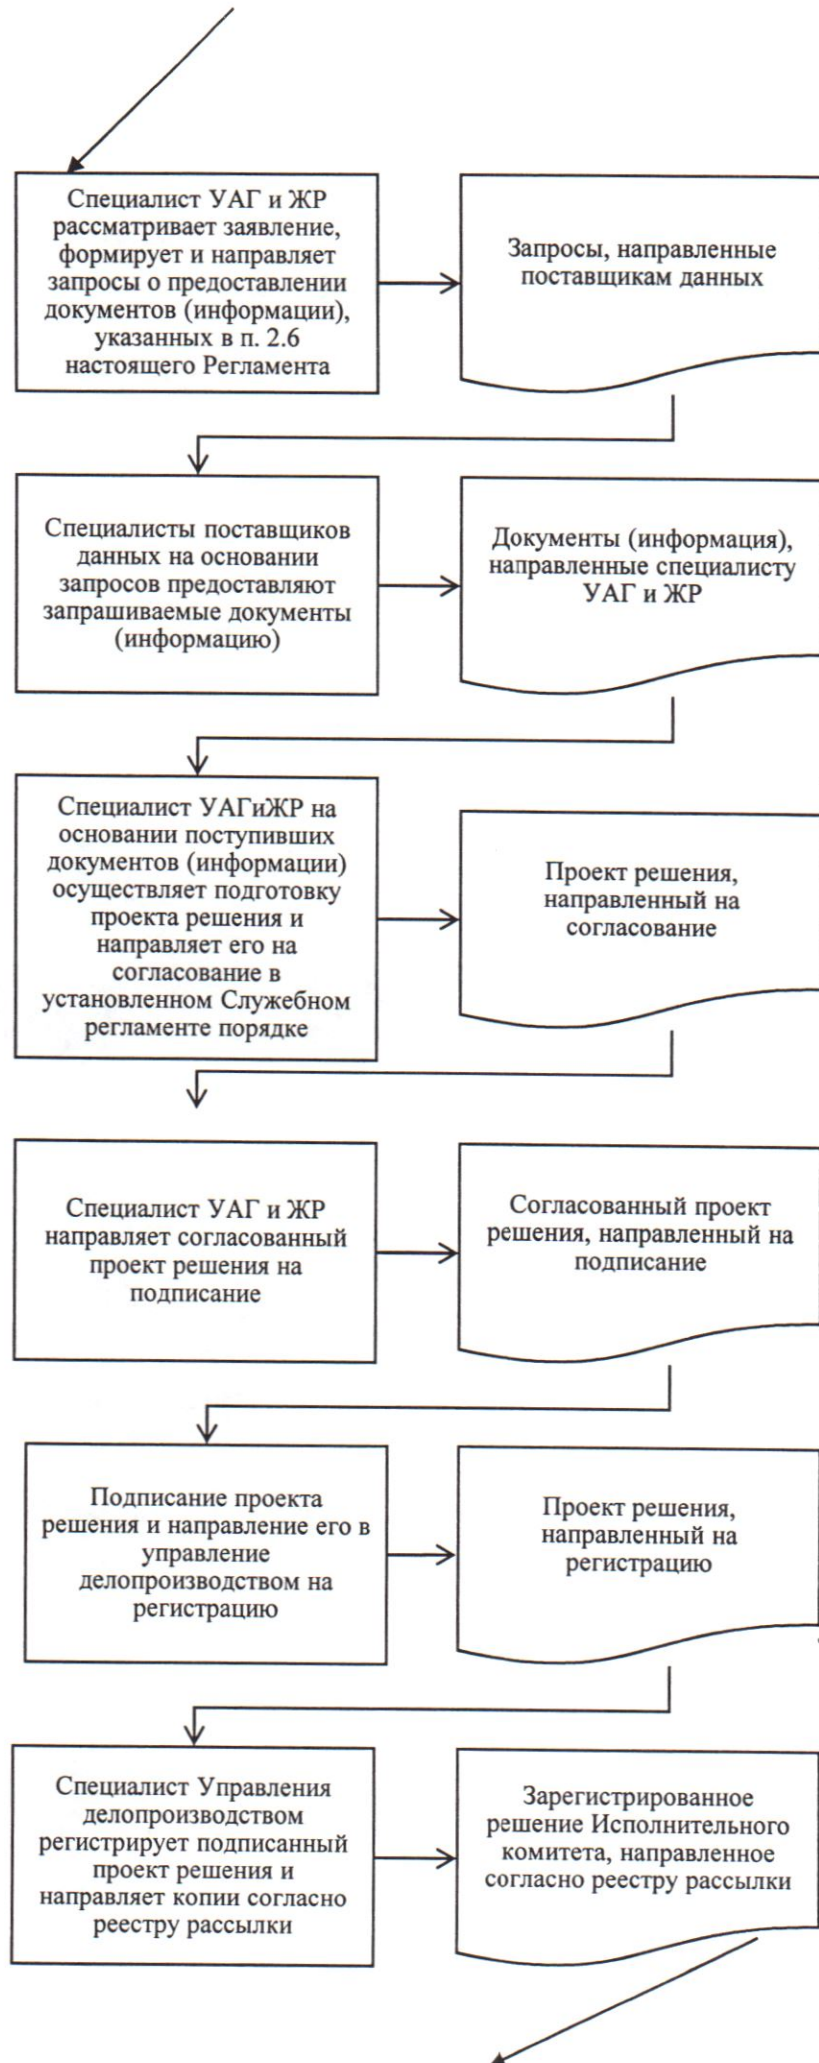 Специалист УАГ и ЖР
рассматривает заявление,
формирует и направляет
запросы о предоставлении
документов (информации),
указанных в п. 2.6
настоящего Регламента
Запросы, направленные
поставщикам данных
Специалисты поставщиков
данных на основании
запросов предоставляют
запрашиваемые документы
(информацию)
Документы (информация),
направленные специалисту
УАГ и ЖР
Специалист УАГиЖР на
основании поступивших
документов (информации)
осуществляет подготовку
проекта решения и
направляет его на
согласование в
установленном Служебном
регламенте порядке
Проект решения,
направленный на
согласование
Специалист УАГ и ЖР
направляет согласованный
проект решения на
подписание
Согласованный проект
решения, направленный на
подписание
Подписание проекта
решения и направление его в
управление
делопроизводством на
регистрацию
Проект решения,
направленный на
регистрацию
Специалист Управления
делопроизводством
регистрирует подписанный
проект решения и
направляет копии согласно
реестру рассылки
Зарегистрированное
решение Исполнительного
комитета, направленное
согласно реестру рассылки